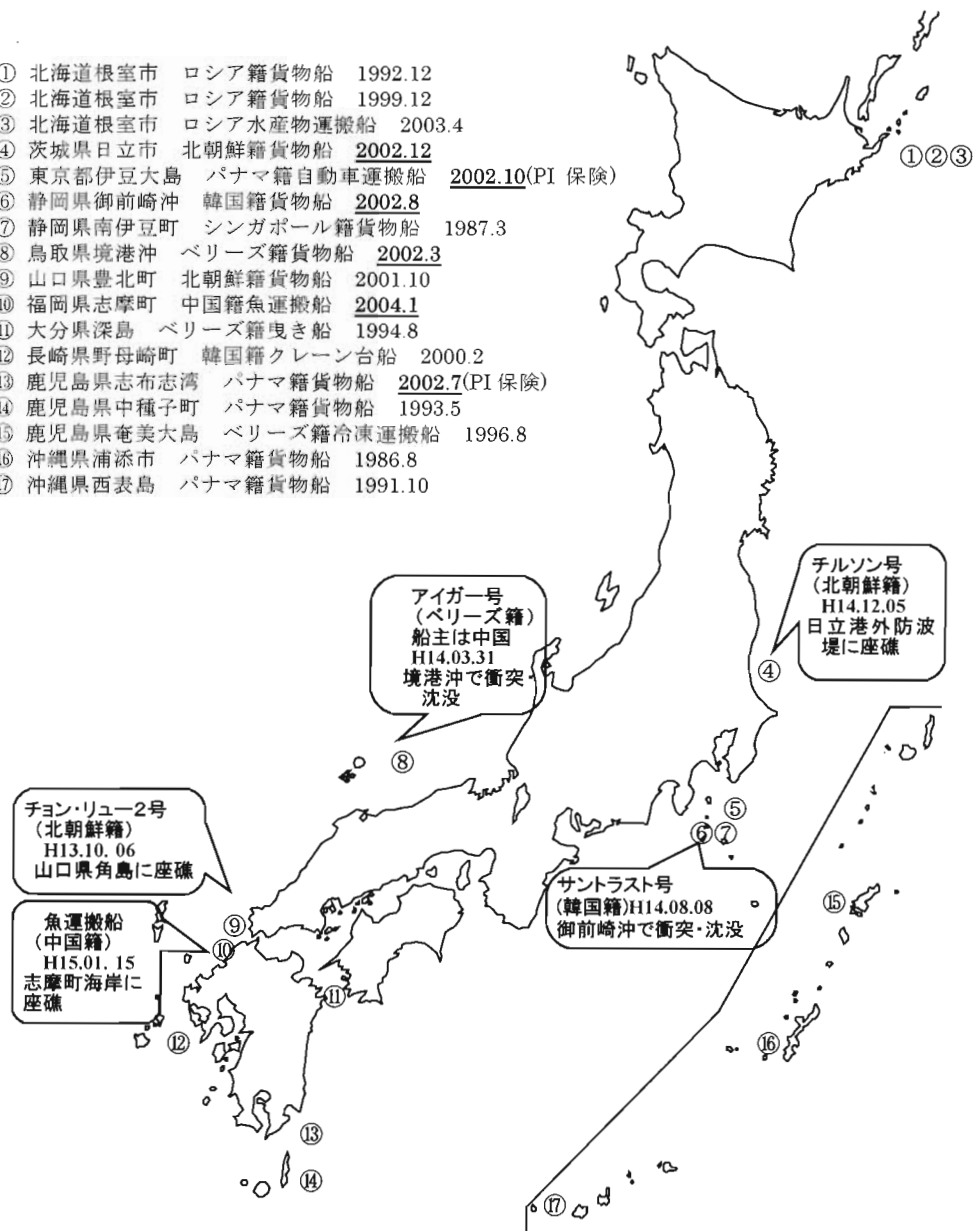 ① 北海道根室市　ロシア籍貨物船　1992.12
② 北海道根室市　ロシア籍貨物船　1999.12
③ 北海道根室市　ロシア水産物運搬船　2003.4
④ 茨城県日立市　北朝鮮籍貨物船　2002.12
⑤ 東京都伊豆大島　パナマ籍自動車運搬船　2002.10(PI 保険)
⑥ 静岡県御前崎沖　韓国籍貨物船　2002.8
⑦ 静岡県南伊豆町　シンガポール籍貨物船　1987.3
⑧ 鳥取県境港沖　ベリーズ籍貨物船　2002.3
⑨ 山口県豊北町　北朝鮮籍貨物船　2001.10
⑩ 福岡県志摩町　中国籍魚運搬船　2004.1
⑪ 大分県深島　ベリーズ籍曳き船　1994.8
⑫ 長崎県野母崎町　韓国籍クレーン台船　2000.2
⑬ 鹿児島県志布志湾　パナマ籍貨物船　2002.7(PI 保険)
⑭ 鹿児島県中種子町　パナマ籍貨物船　1993.5
⑮ 鹿児島県奄美大島　ベリーズ籍冷凍運搬船　1996.8
⑯ 沖縄県浦添市　パナマ籍貨物船　1986.8
⑰ 沖縄県西表島　パナマ籍貨物船　1991.10
①②③
チルソン号
(北朝鮮籍)
H14.12.05
日立港外防波
堤に座礁
④
アイガー号
(ベリーズ籍)
船主は中国
H14.03.31
境港沖で衝突・
沈没
⑧
⑤
⑥⑦
サントラスト号
(韓国籍)H14.08.08
御前崎沖で衝突・沈没
チョン・リュー2号
(北朝鮮籍)
H13.10. 06
山口県角島に座礁
⑨
魚運搬船
(中国籍)
H15.01. 15
志摩町海岸に
座礁
⑩
⑪
⑫
⑬
⑭
⑮
⑯
⑰